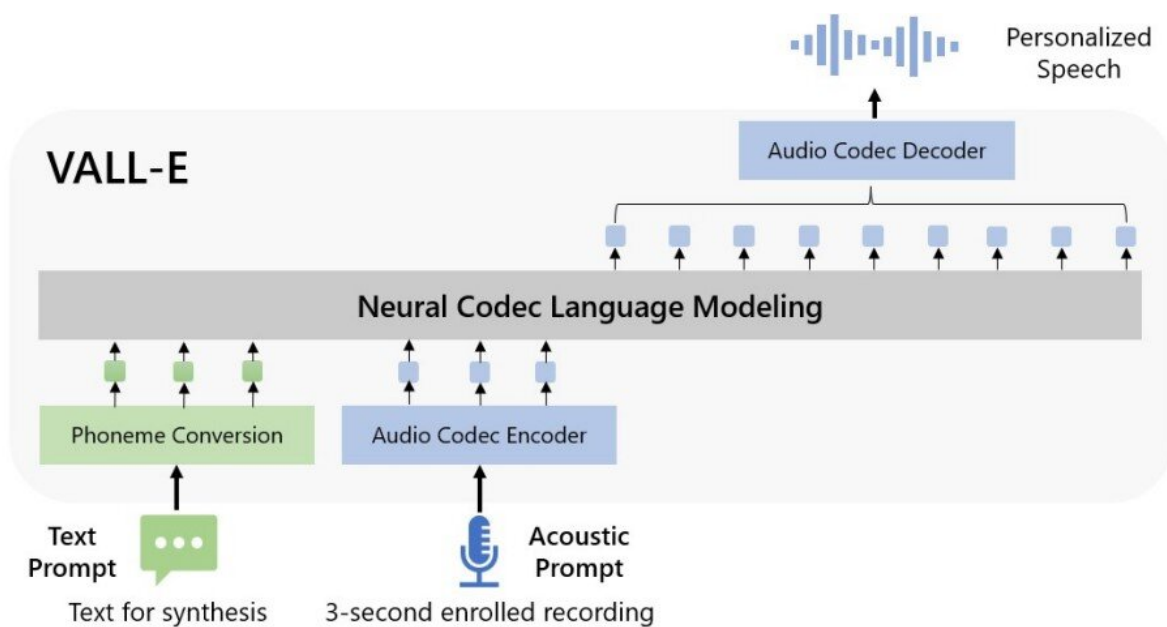 Personalized
Speech
Audio Codec Decoder
VALL-E
Neural Codec Language Modeling
Phoneme Conversion
Audio Codec Encoder
Text
Prompt
Acoustic
Prompt
Text for synthesis
3-second enrolled recording